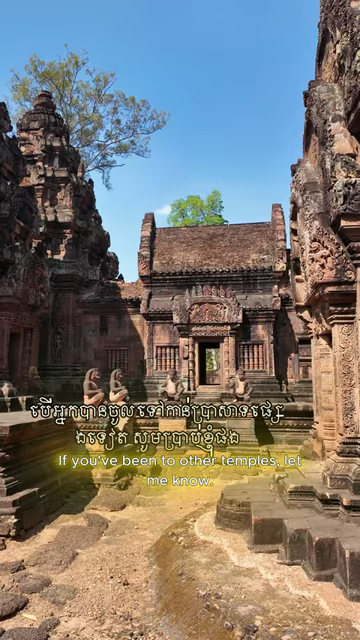 បើអ្នកបានចូលទៅកាន់ប្រាសាទផ្សេ
ងទៀត សូមប្រាប់ខ្ញុំផង
If you've been to other temples, let
me know.